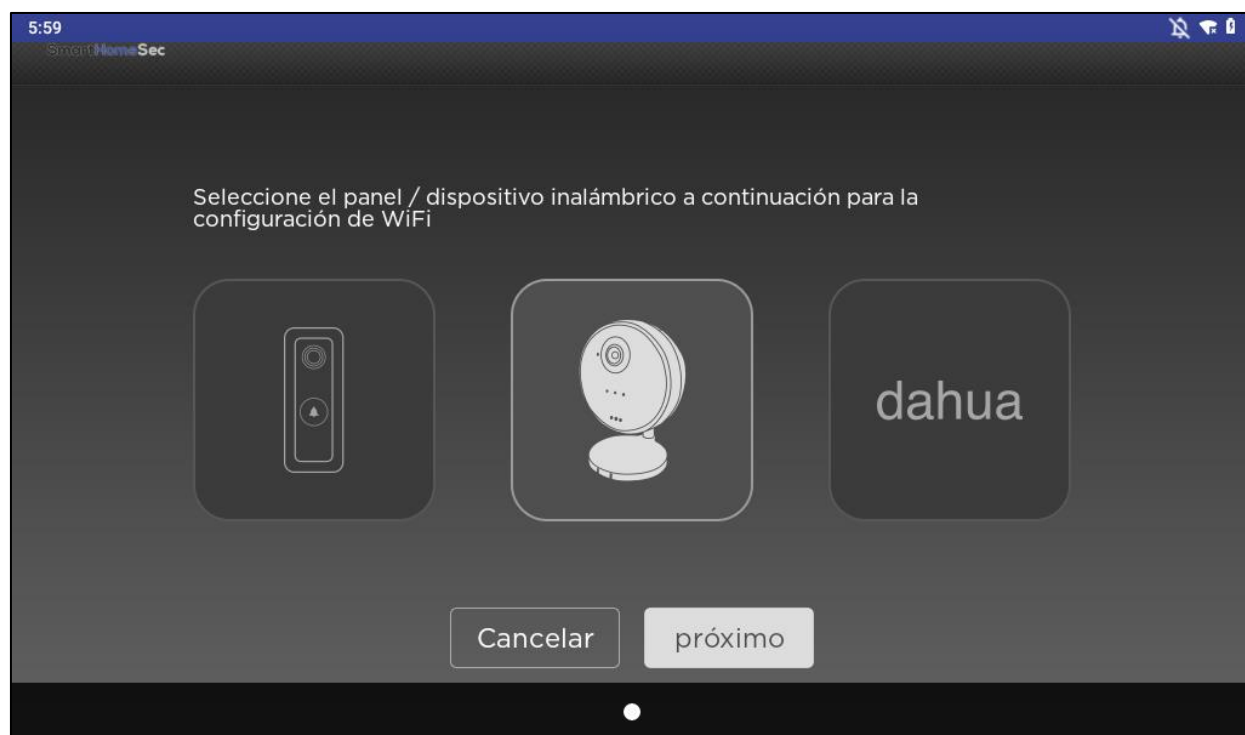 5:59
SmartHomeSec
Seleccione el panel / dispositivo inalámbrico a continuación para la
configuración de WiFi
dahua
Cancelar
próximo